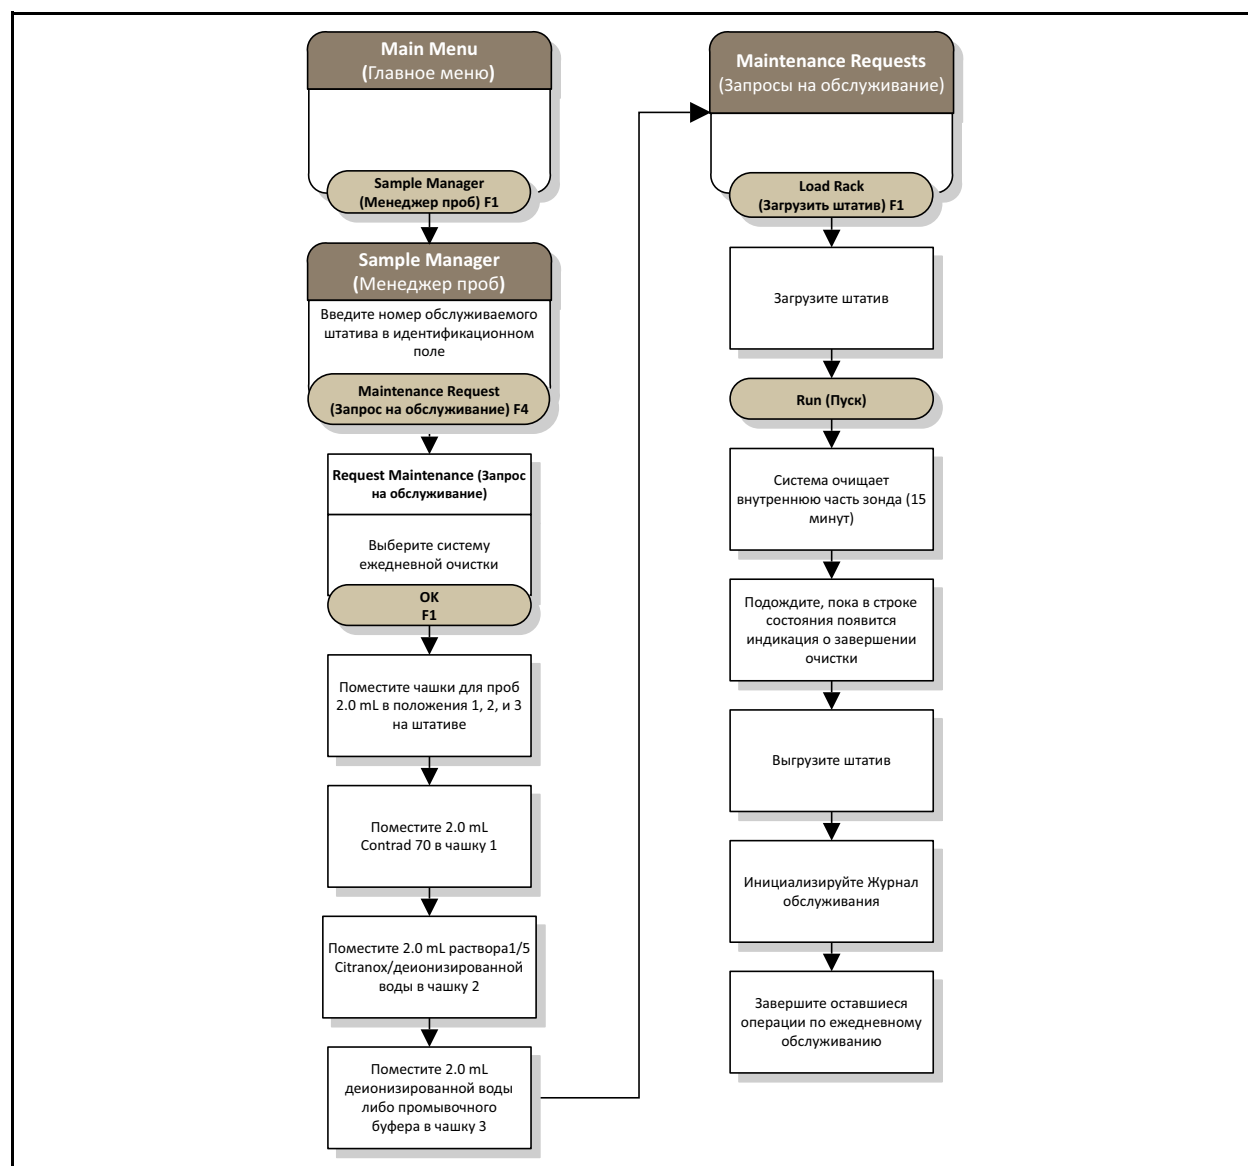 Main Menu
(Главное меню)
Sample Manager
(Менеджер проб) F1
Sample Manager
(Менеджер проб)
Введите номер обслуживаемого
штатива в идентификационном
поле
Maintenance Request
(Запрос на обслуживание) F4
Request Maintenance (Запрос
на обслуживание)
Выберите систему
ежедневной очистки
OK
F1
Поместите чашки для проб
2.0 mL в положения 1, 2, и 3
на штативе
Поместите 2.0 mL
Contrad 70 в чашку 1
Поместите 2.0 mL раствора1/5
Citranox/деионизированной
воды в чашку 2
Поместите 2.0 mL
деионизированной воды
либо промывочного
буфера в чашку 3
Maintenance Requests
(Запросы на обслуживание)
Load Rack
(Загрузить штатив) F1
Загрузите штатив
Run (Пуск)
Система очищает
внутреннюю часть зонда (15
минут)
Подождите, пока в строке
состояния появится
индикация о завершении
очистки
Выгрузите штатив
Инициализируйте Журнал
обслуживания
Завершите оставшиеся
операции по ежедневному
обслуживанию